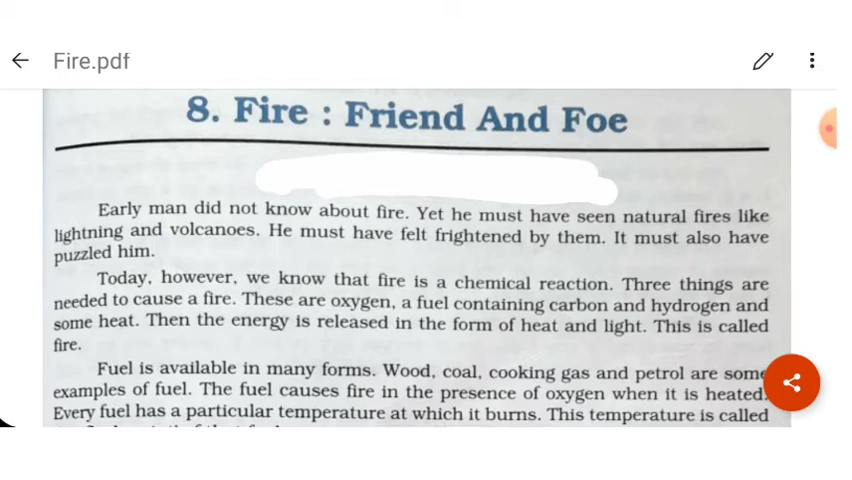 Fire.pdf
8. Fire : Friend And Foe
Early man did not know about fire. Yet he must have seen natural fires like
lightning and volcanoes. He must have felt frightened by them. It must also have
puzzled him.
Today, however, we know that fire is a chemical reaction. Three things are
needed to cause a fire. These are oxygen, a fuel containing carbon and hydrogen and
some heat. Then the energy is released in the form of heat and light. This is called
fire.
Fuel is available in many forms. Wood, coal, cooking gas and petrol are some
examples of fuel. The fuel causes fire in the presence of oxygen when it is heated.
Every fuel has a particular temperature at which it burns. This temperature is called